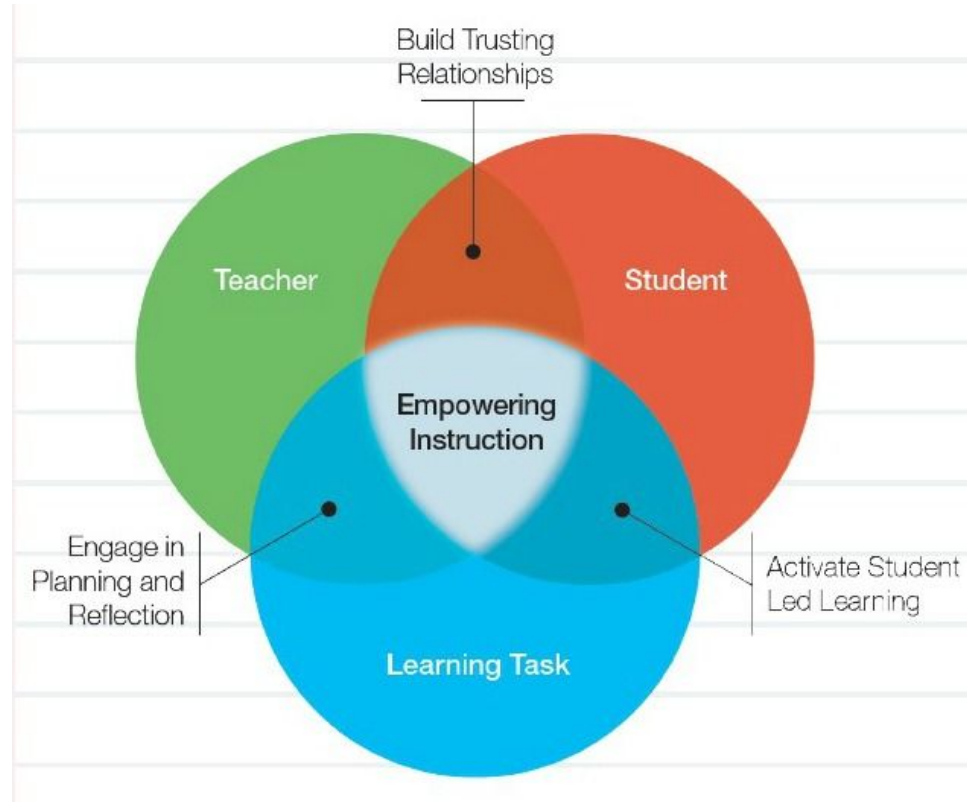 Build Trusting
Relationships
Teacher
Student
Empowering
Instruction
Engage in
Planning and
Reflection
Activate Student
Led Learning
Learning Task